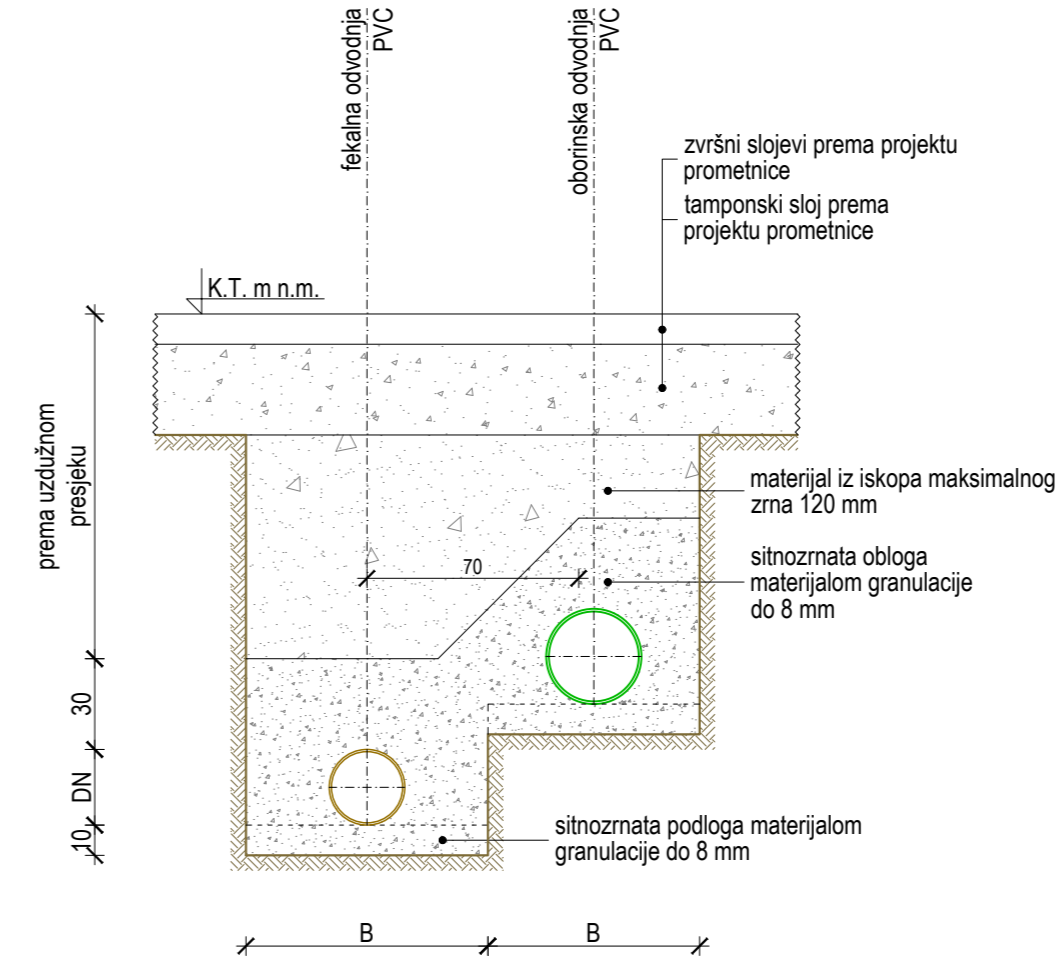 fekalna odvodnja
PVC
oborinska odvodnja
PVC
zvršni slojevi prema projektu
prometnice
tamponski sloj prema
projektu prometnice
K.T. m n.m.
prema uzdužnom
presjeku
materijal iz iskopa maksimalnog
zrna 120 mm
sitnozrnata obloga
materijalom granulacije
do 8 mm
70
30
DN
10
sitnozrnata podloga materijalom
granulacije do 8 mm
B
B